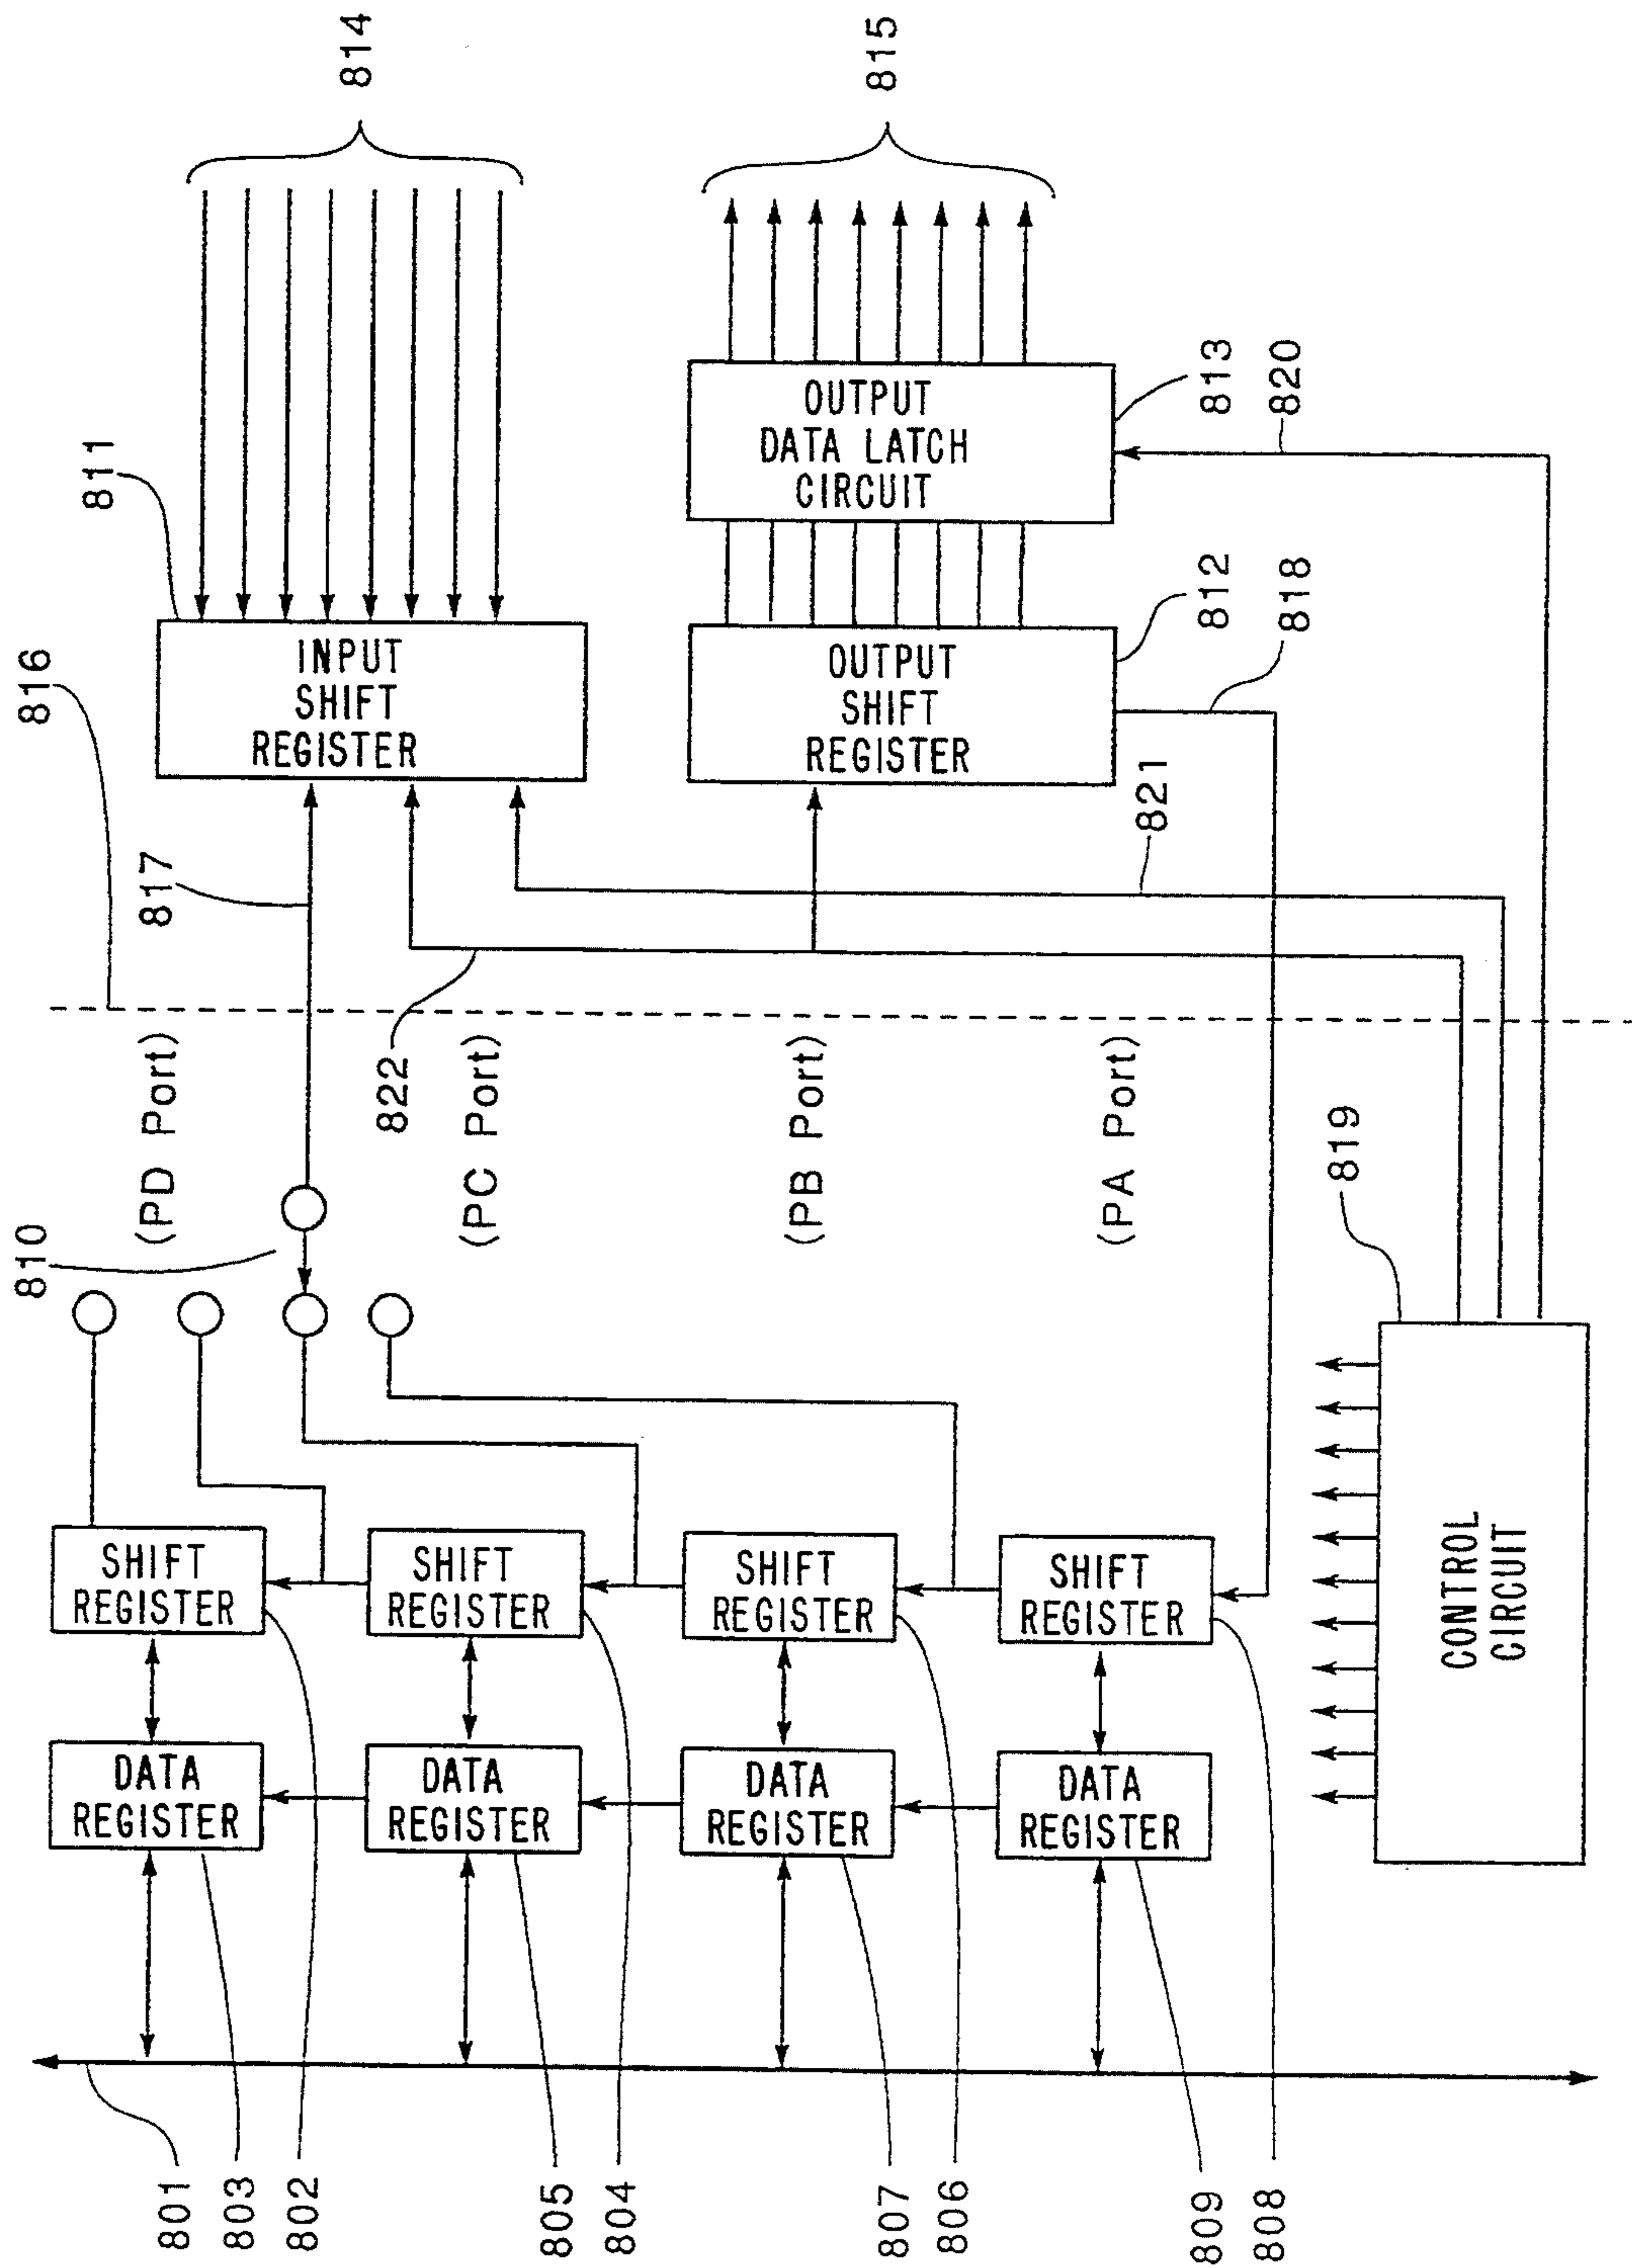 814
815
811
816
INPUT
SHIFT
REGISTER
OUTPUT
DATA LATCH
CIRCUIT
813
820
OUTPUT
SHIFT
REGISTER
812
818
817
821
822
(PD Port)
(PC Port)
(PB Port)
(PA Port)
810
819
SHIFT
REGISTER
SHIFT
REGISTER
SHIFT
REGISTER
SHIFT
REGISTER
CONTROL
CIRCUIT
DATA
REGISTER
DATA
REGISTER
DATA
REGISTER
DATA
REGISTER
801
803
802
805
804
807
806
809
808